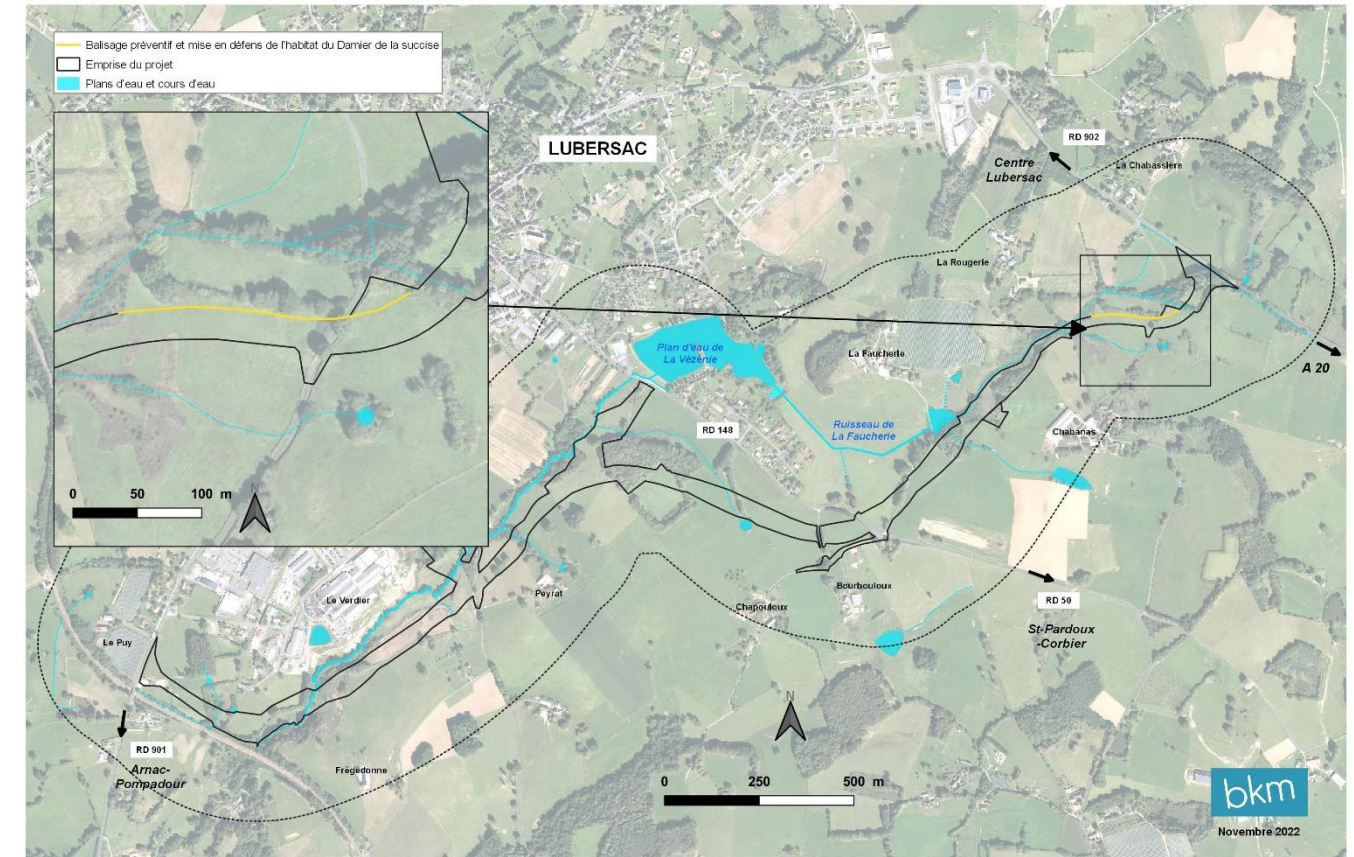 Balisage préventif et mise en défens de l'habitat du Damier de la succise
Emprise du projet
Plans d'eau et cours d'eau
LUBERSAC
RD 902
Centre
Lubersac
La Chabassière
La Rougerie
A 20
Plan d'eau de
La Vézénie
La Faucherie
Ruisseau de
La Faucherie
RD 148
Chabanas
0 50 100 m
N
Le Verdier
Peyrat
Bourbouloux
Chapouloux
RD 50
St-Pardoux
-Corbier
Le Puy
RD 901
Arnac-
Pompadour
Frégedonne
N
0 250 500 m
bkm
Novembre 2022